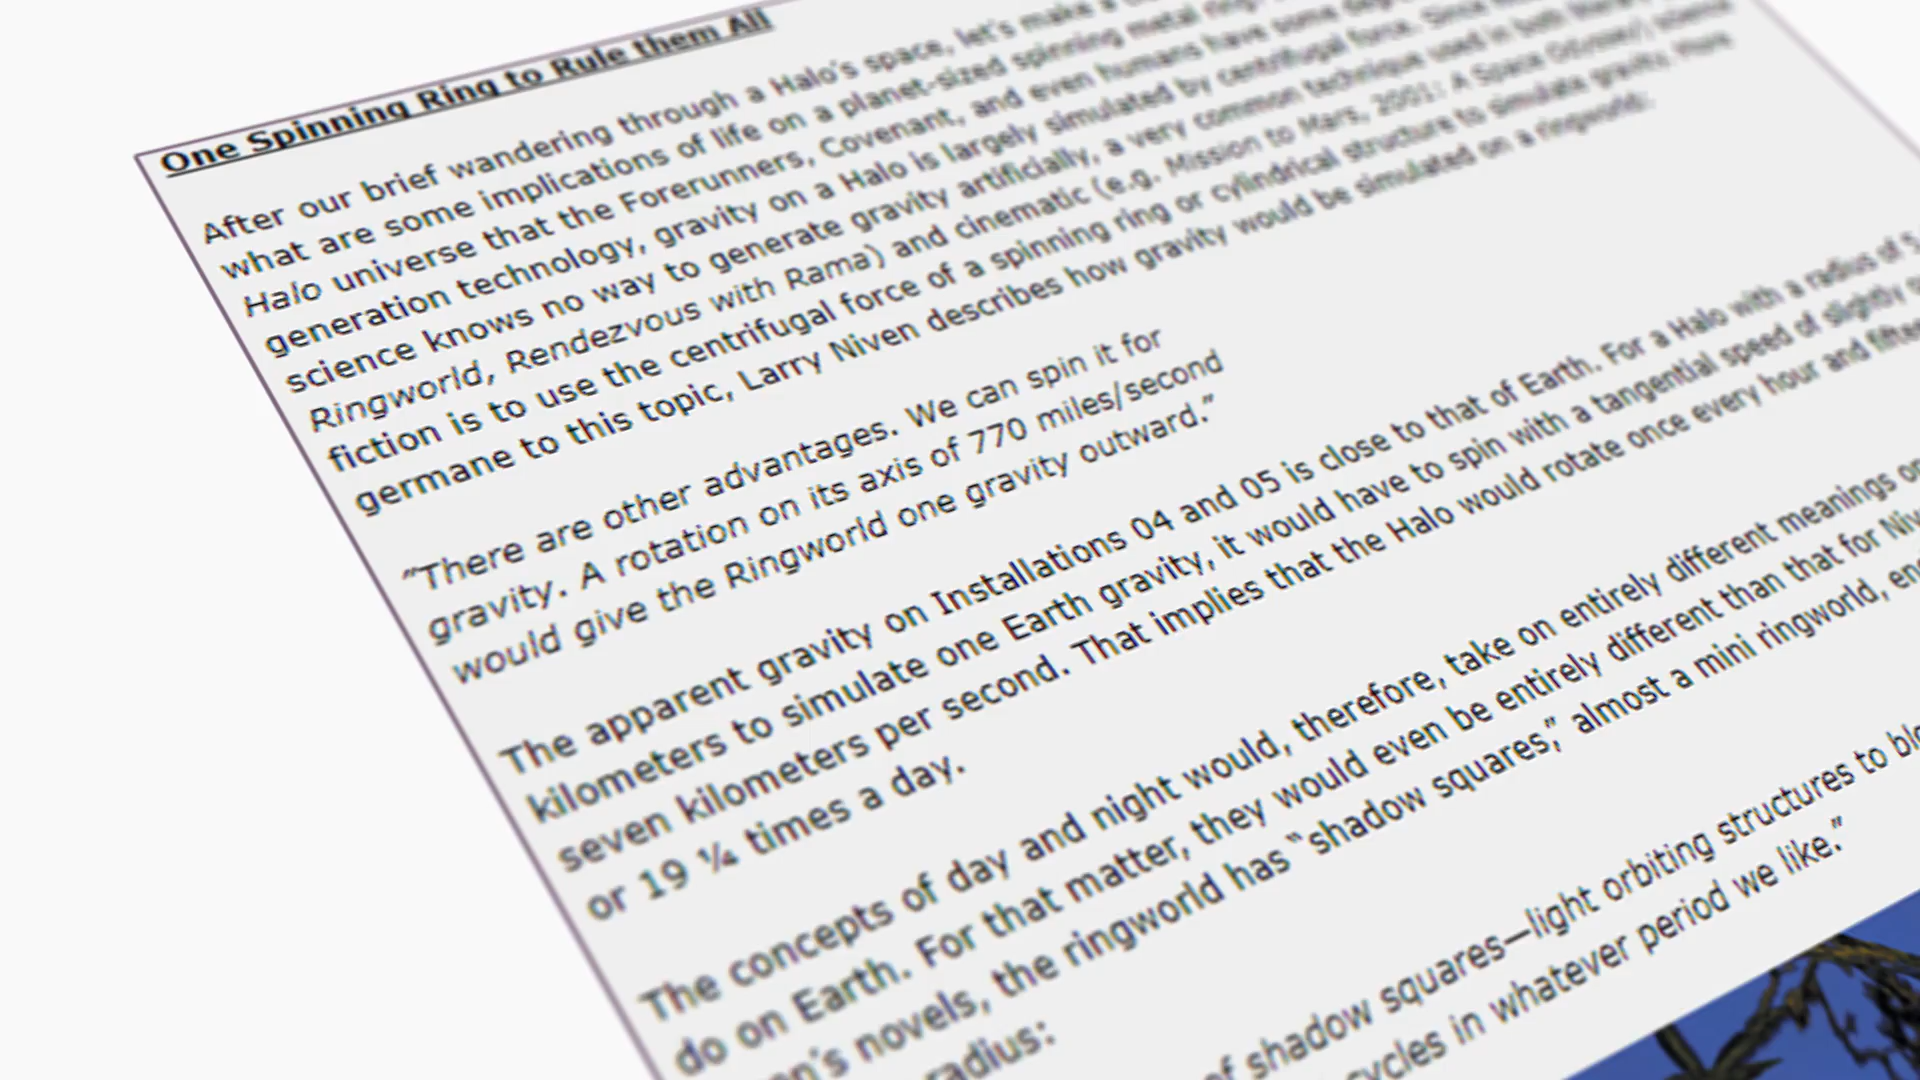 One Spinning Ring to Rule them All
After our brief wandering through a Halo's space, let's make a
what are some implications of life on a planet-sized spinning metal ring.
Halo universe that the Forerunners, Covenant, and even humans have some
generation technology, gravity on a Halo is largely simulated by centrifugal force. Since
science knows no way to generate gravity artificially, a very common technique used in both
Ringworld, Rendezvous with Rama) and cinematic (e.g. Mission to Mars, 2001: A Space Odyssey) science
fiction is to use the centrifugal force of a spinning ring or cylindrical structure to simulate gravity. More
germane to this topic, Larry Niven describes how gravity would be simulated on a ringworld:
“There are other advantages. We can spin it for
gravity. A rotation on its axis of 770 miles/second
would give the Ringworld one gravity outward.”
The apparent gravity on Installations 04 and 05 is close to that of Earth. For a Halo with a radius of 5,
kilometers to simulate one Earth gravity, it would have to spin with a tangential speed of slightly
seven kilometers per second. That implies that the Halo would rotate once every hour and
or 19 ¼ times a day.
The concepts of day and night would, therefore, take on entirely different meanings
do on Earth. For that matter, they would even be entirely different than that for
novels, the ringworld has “shadow squares,” almost a mini ringworld,
radius:
of shadow squares—light orbiting structures to
cycles in whatever period we like.”